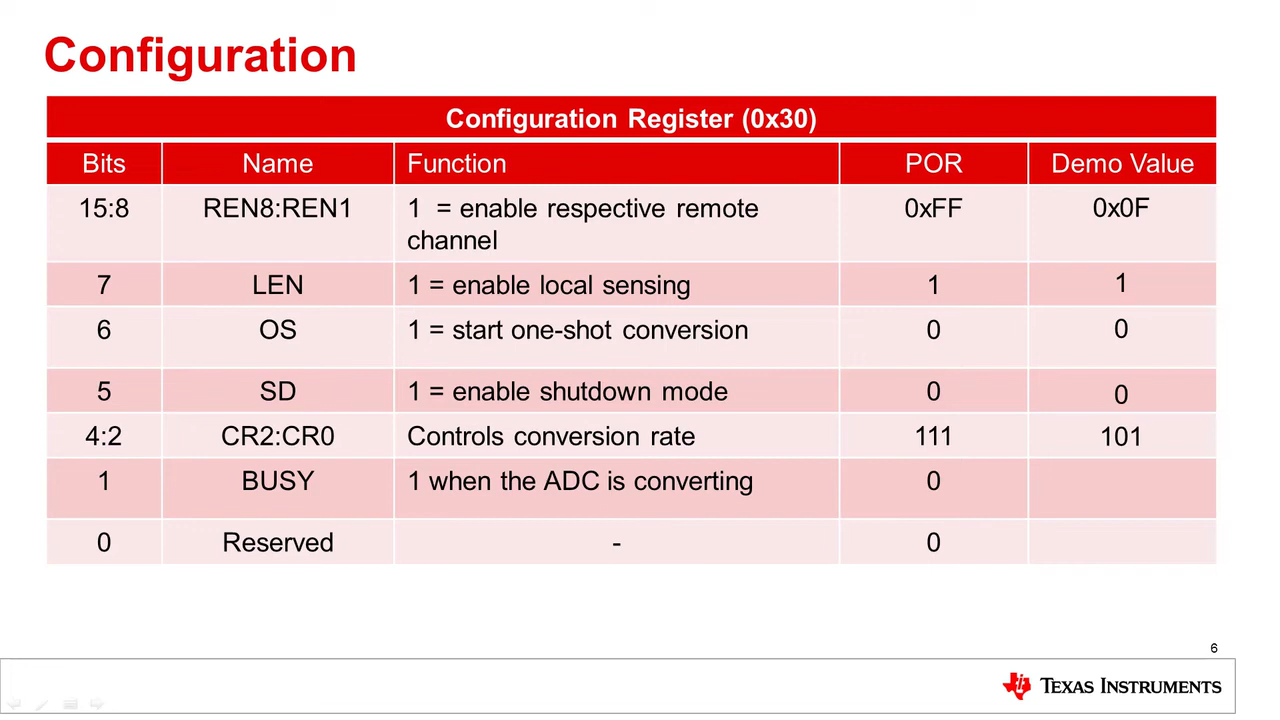 Configuration
Configuration Register (0x30)
Bits Name Function POR Demo Value
15:8 REN8:REN1 1 = enable respective remote channel 0xFF 0x0F
7 LEN 1 = enable local sensing 1 1
6 OS 1 = start one-shot conversion 0 0
5 SD 1 = enable shutdown mode 0 0
4:2 CR2:CR0 Controls conversion rate 111 101
1 BUSY 1 when the ADC is converting 0
0 Reserved - 0
6
TEXAS INSTRUMENTS